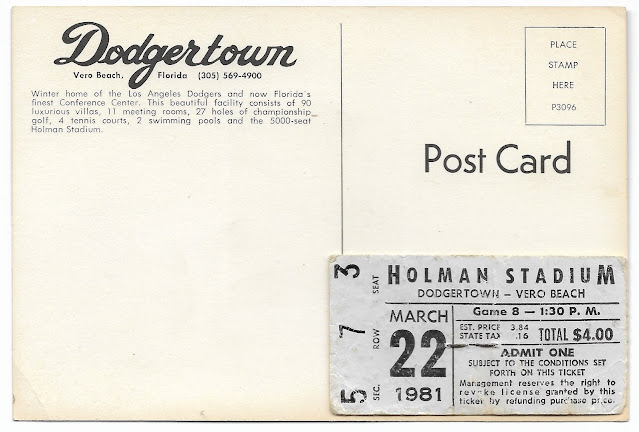 Dodgertown
Vero Beach, Florida (305) 569-4900
Winter home of the Los Angeles Dodgers and now Florida's
finest Conference Center. This beautiful facility consists of 90
luxurious villas, 11 meeting rooms, 27 holes of championship
golf, 4 tennis courts, 2 swimming pools and the 5000-seat
Holman Stadium.
PLACE
STAMP
HERE
P3096
Post Card
SEC. 5 ROW 7 SEAT 3
HOLMAN STADIUM
DODGERTOWN - VERO BEACH
MARCH
22
1981
Game 8 — 1:30 P. M.
EST. PRICE 3.84
STATE TAX .16
TOTAL $4.00
ADMIT ONE
SUBJECT TO THE CONDITIONS SET
FORTH ON THIS TICKET
Management reserves the right to
revoke license granted by this
ticket by refunding purchase price.